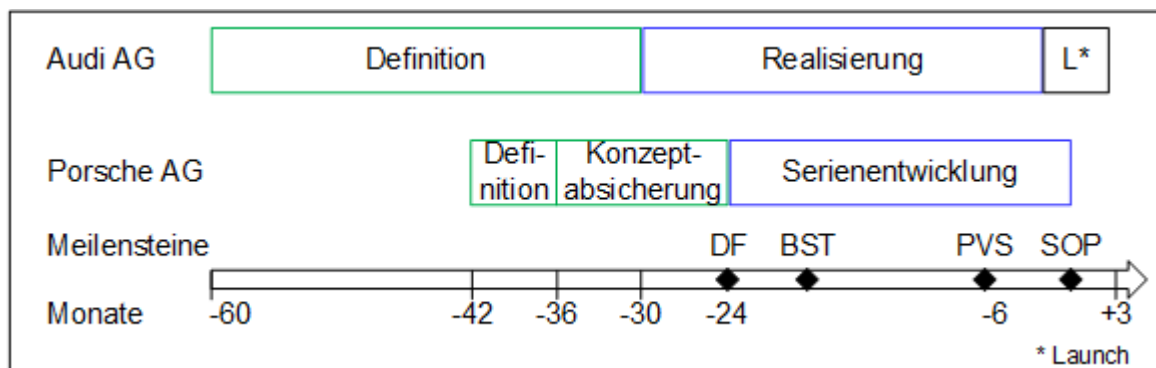 Audi AG
Definition
Realisierung
L*
Porsche AG
Defi-
nition
Konzept-
absicherung
Serienentwicklung
Meilensteine
DF
BST
PVS
SOP
Monate
-60
-42
-36
-30
-24
-6
+3
* Launch